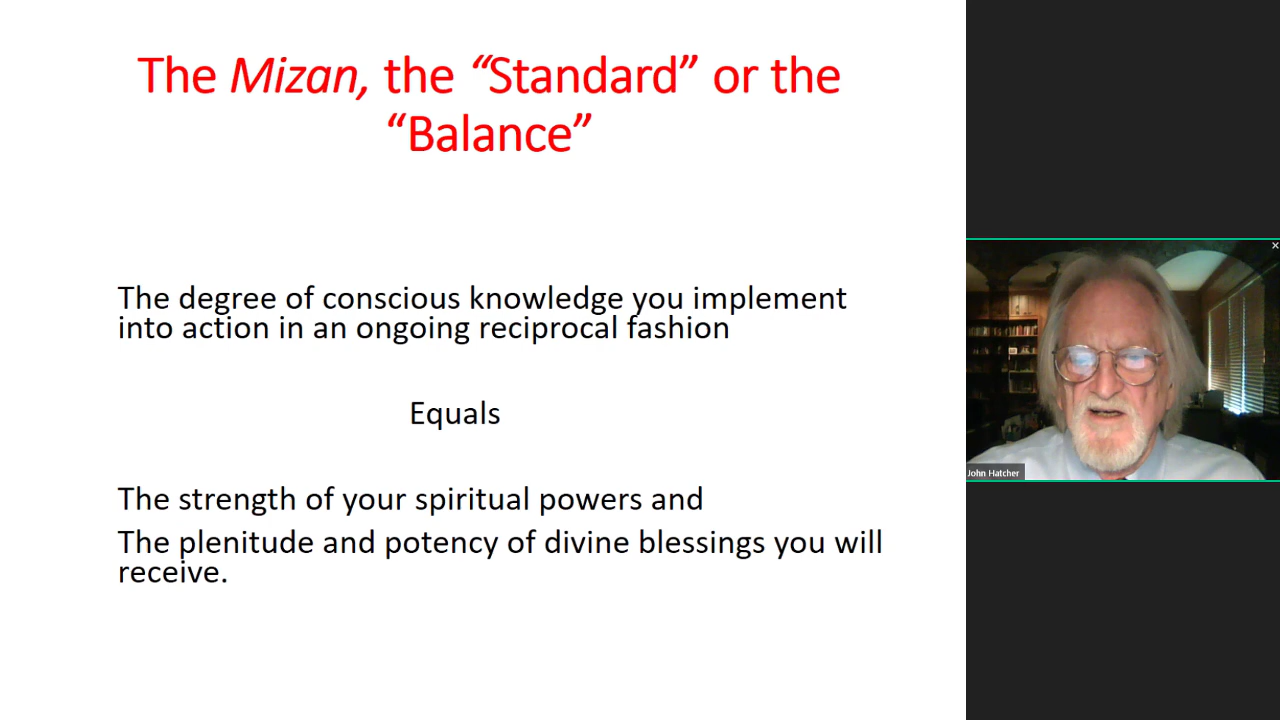 The Mizan, the “Standard” or the
“Balance”
The degree of conscious knowledge you implement
into action in an ongoing reciprocal fashion
Equals
The strength of your spiritual powers and
The plenitude and potency of divine blessings you will
receive.
John Hatcher